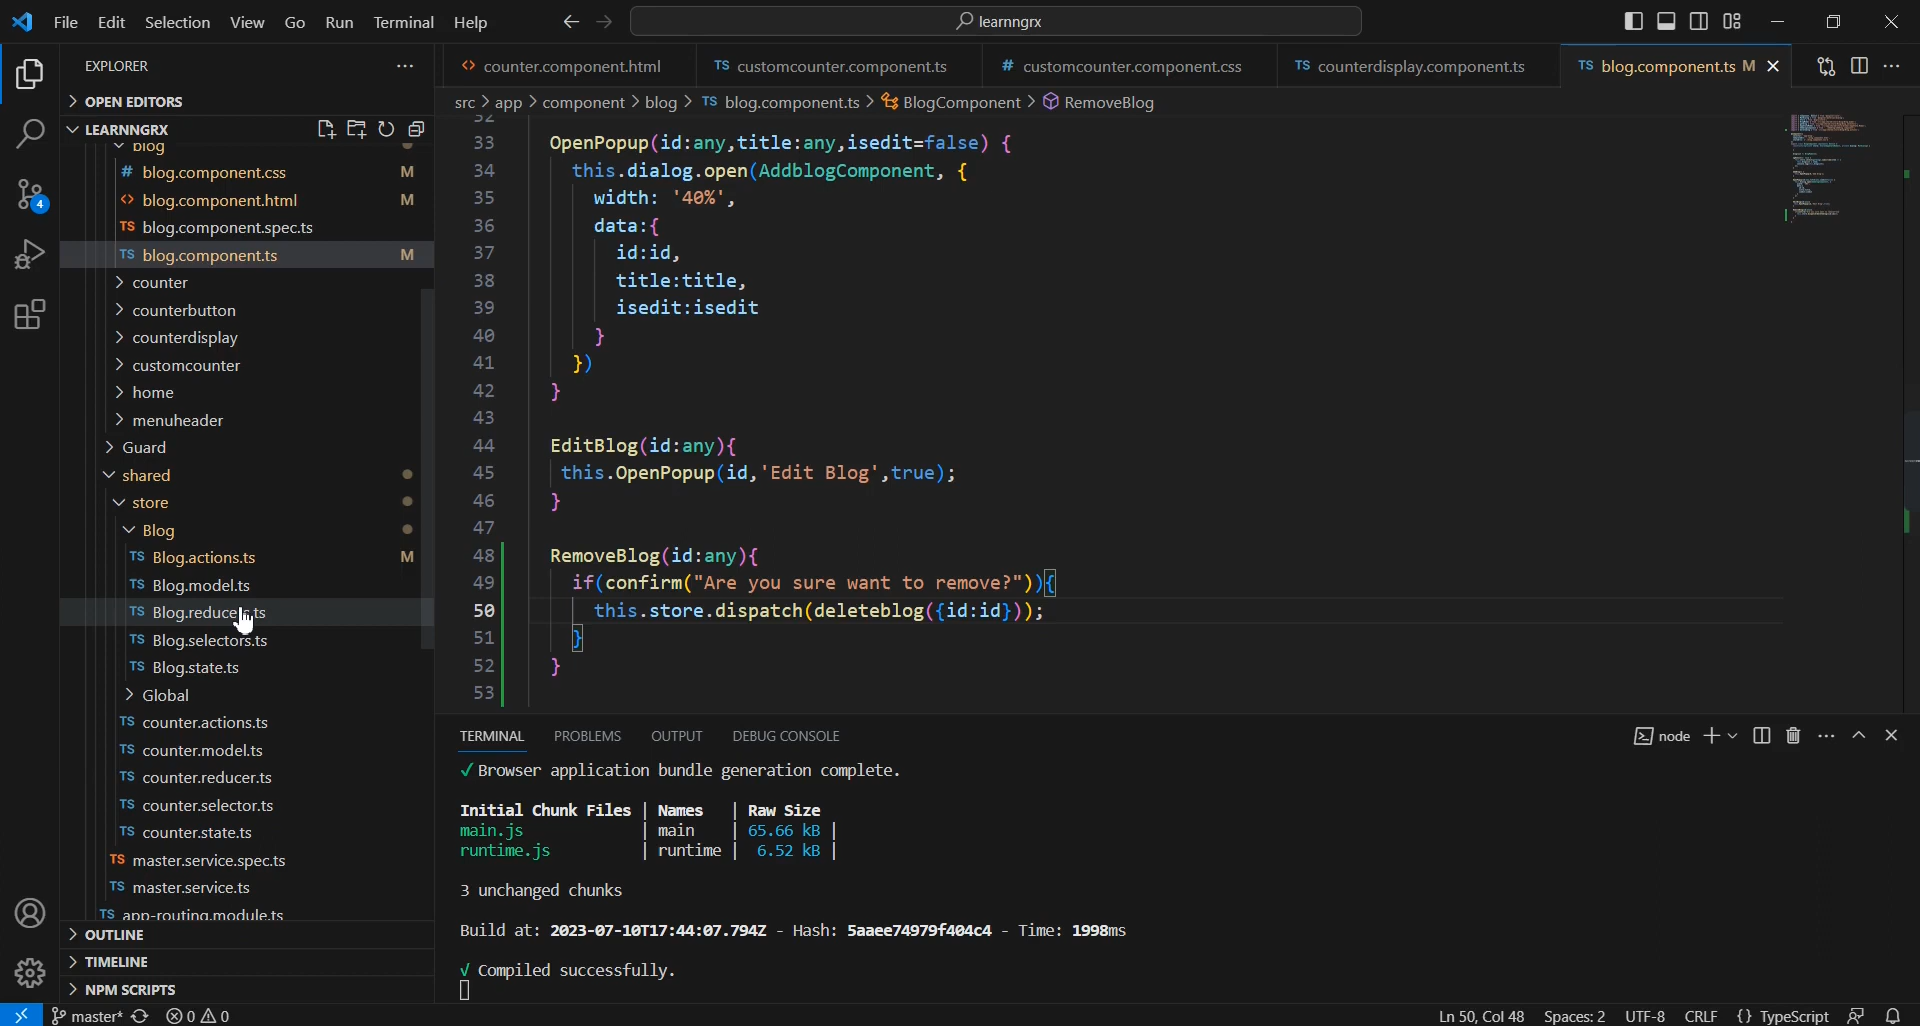 File Edit Selection View Go Run Terminal Help
learnngrx
EXPLORER
OPEN EDITORS
LEARNNGRX
blog
# blog.component.css M
<> blog.component.html M
TS blog.component.spec.ts
TS blog.component.ts M
counter
counterbutton
counterdisplay
customcounter
home
menuheader
Guard
shared
store
Blog
TS Blog.actions.ts M
TS Blog.model.ts
TS Blog.reducers.ts
TS Blog.selectors.ts
TS Blog.state.ts
Global
TS counter.actions.ts
TS counter.model.ts
TS counter.reducer.ts
TS counter.selector.ts
TS counter.state.ts
TS master.service.spec.ts
TS master.service.ts
TS app-routing.module.ts
OUTLINE
TIMELINE
NPM SCRIPTS
4
<> counter.component.html TS customcounter.component.ts # customcounter.component.css TS counterdisplay.component.ts TS blog.component.ts M
src > app > component > blog > TS blog.component.ts > BlogComponent > RemoveBlog
32
33 OpenPopup(id:any,title:any,isedit=false) {
34 this.dialog.open(AddblogComponent, {
35 width: '40%',
36 data:{
37 id:id,
38 title:title,
39 isedit:isedit
40 }
41 })
42 }
43
44 EditBlog(id:any){
45 this.OpenPopup(id,'Edit Blog',true);
46 }
47
48 RemoveBlog(id:any){
49 if(confirm("Are you sure want to remove?")){
50 this.store.dispatch(deleteblog({id:id}));
51 }
52 }
53
TERMINAL PROBLEMS OUTPUT DEBUG CONSOLE
node
√ Browser application bundle generation complete.
Initial Chunk Files | Names | Raw Size
main.js | main | 65.66 kB |
runtime.js | runtime | 6.52 kB |
3 unchanged chunks
Build at: 2023-07-10T17:44:07.794Z - Hash: 5aaee74979f404c4 - Time: 1998ms
√ Compiled successfully.
master* 0 0
Ln 50, Col 48 Spaces: 2 UTF-8 CRLF {} TypeScript